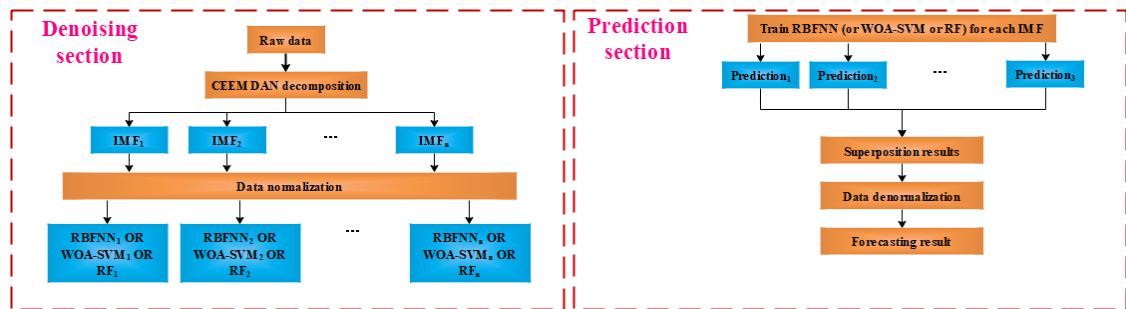 Denoising
section
Raw data
CEEM DAN decomposition
IMF₁
IMF₂
...
IMFₙ
Data normalization
RBFNN₁ OR
WOA-SVM₁ OR
RF₁
RBFNN₂ OR
WOA-SVM₂ OR
RF₂
...
RBFNNₙ OR
WOA-SVMₙ OR
RFₙ
Prediction
section
Train RBFNN (or WOA-SVM or RF) for each IMF
Prediction₁
Prediction₂
...
Prediction₃
Superposition results
Data denormalization
Forecasting result